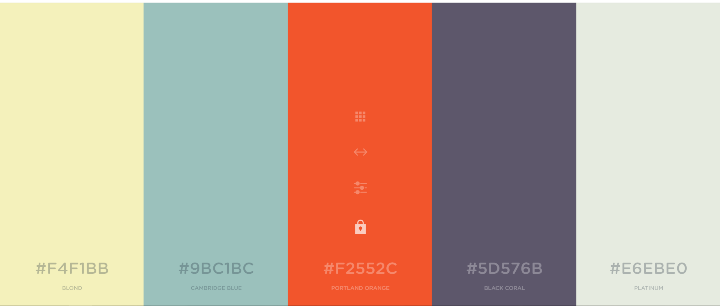 #F4F1BB
BLOND
#9BC1BC
CAMBRIDGE BLUE
#F2552C
PORTLAND ORANGE
#5D576B
BLACK CORAL
#E6EBE0
PLATINUM